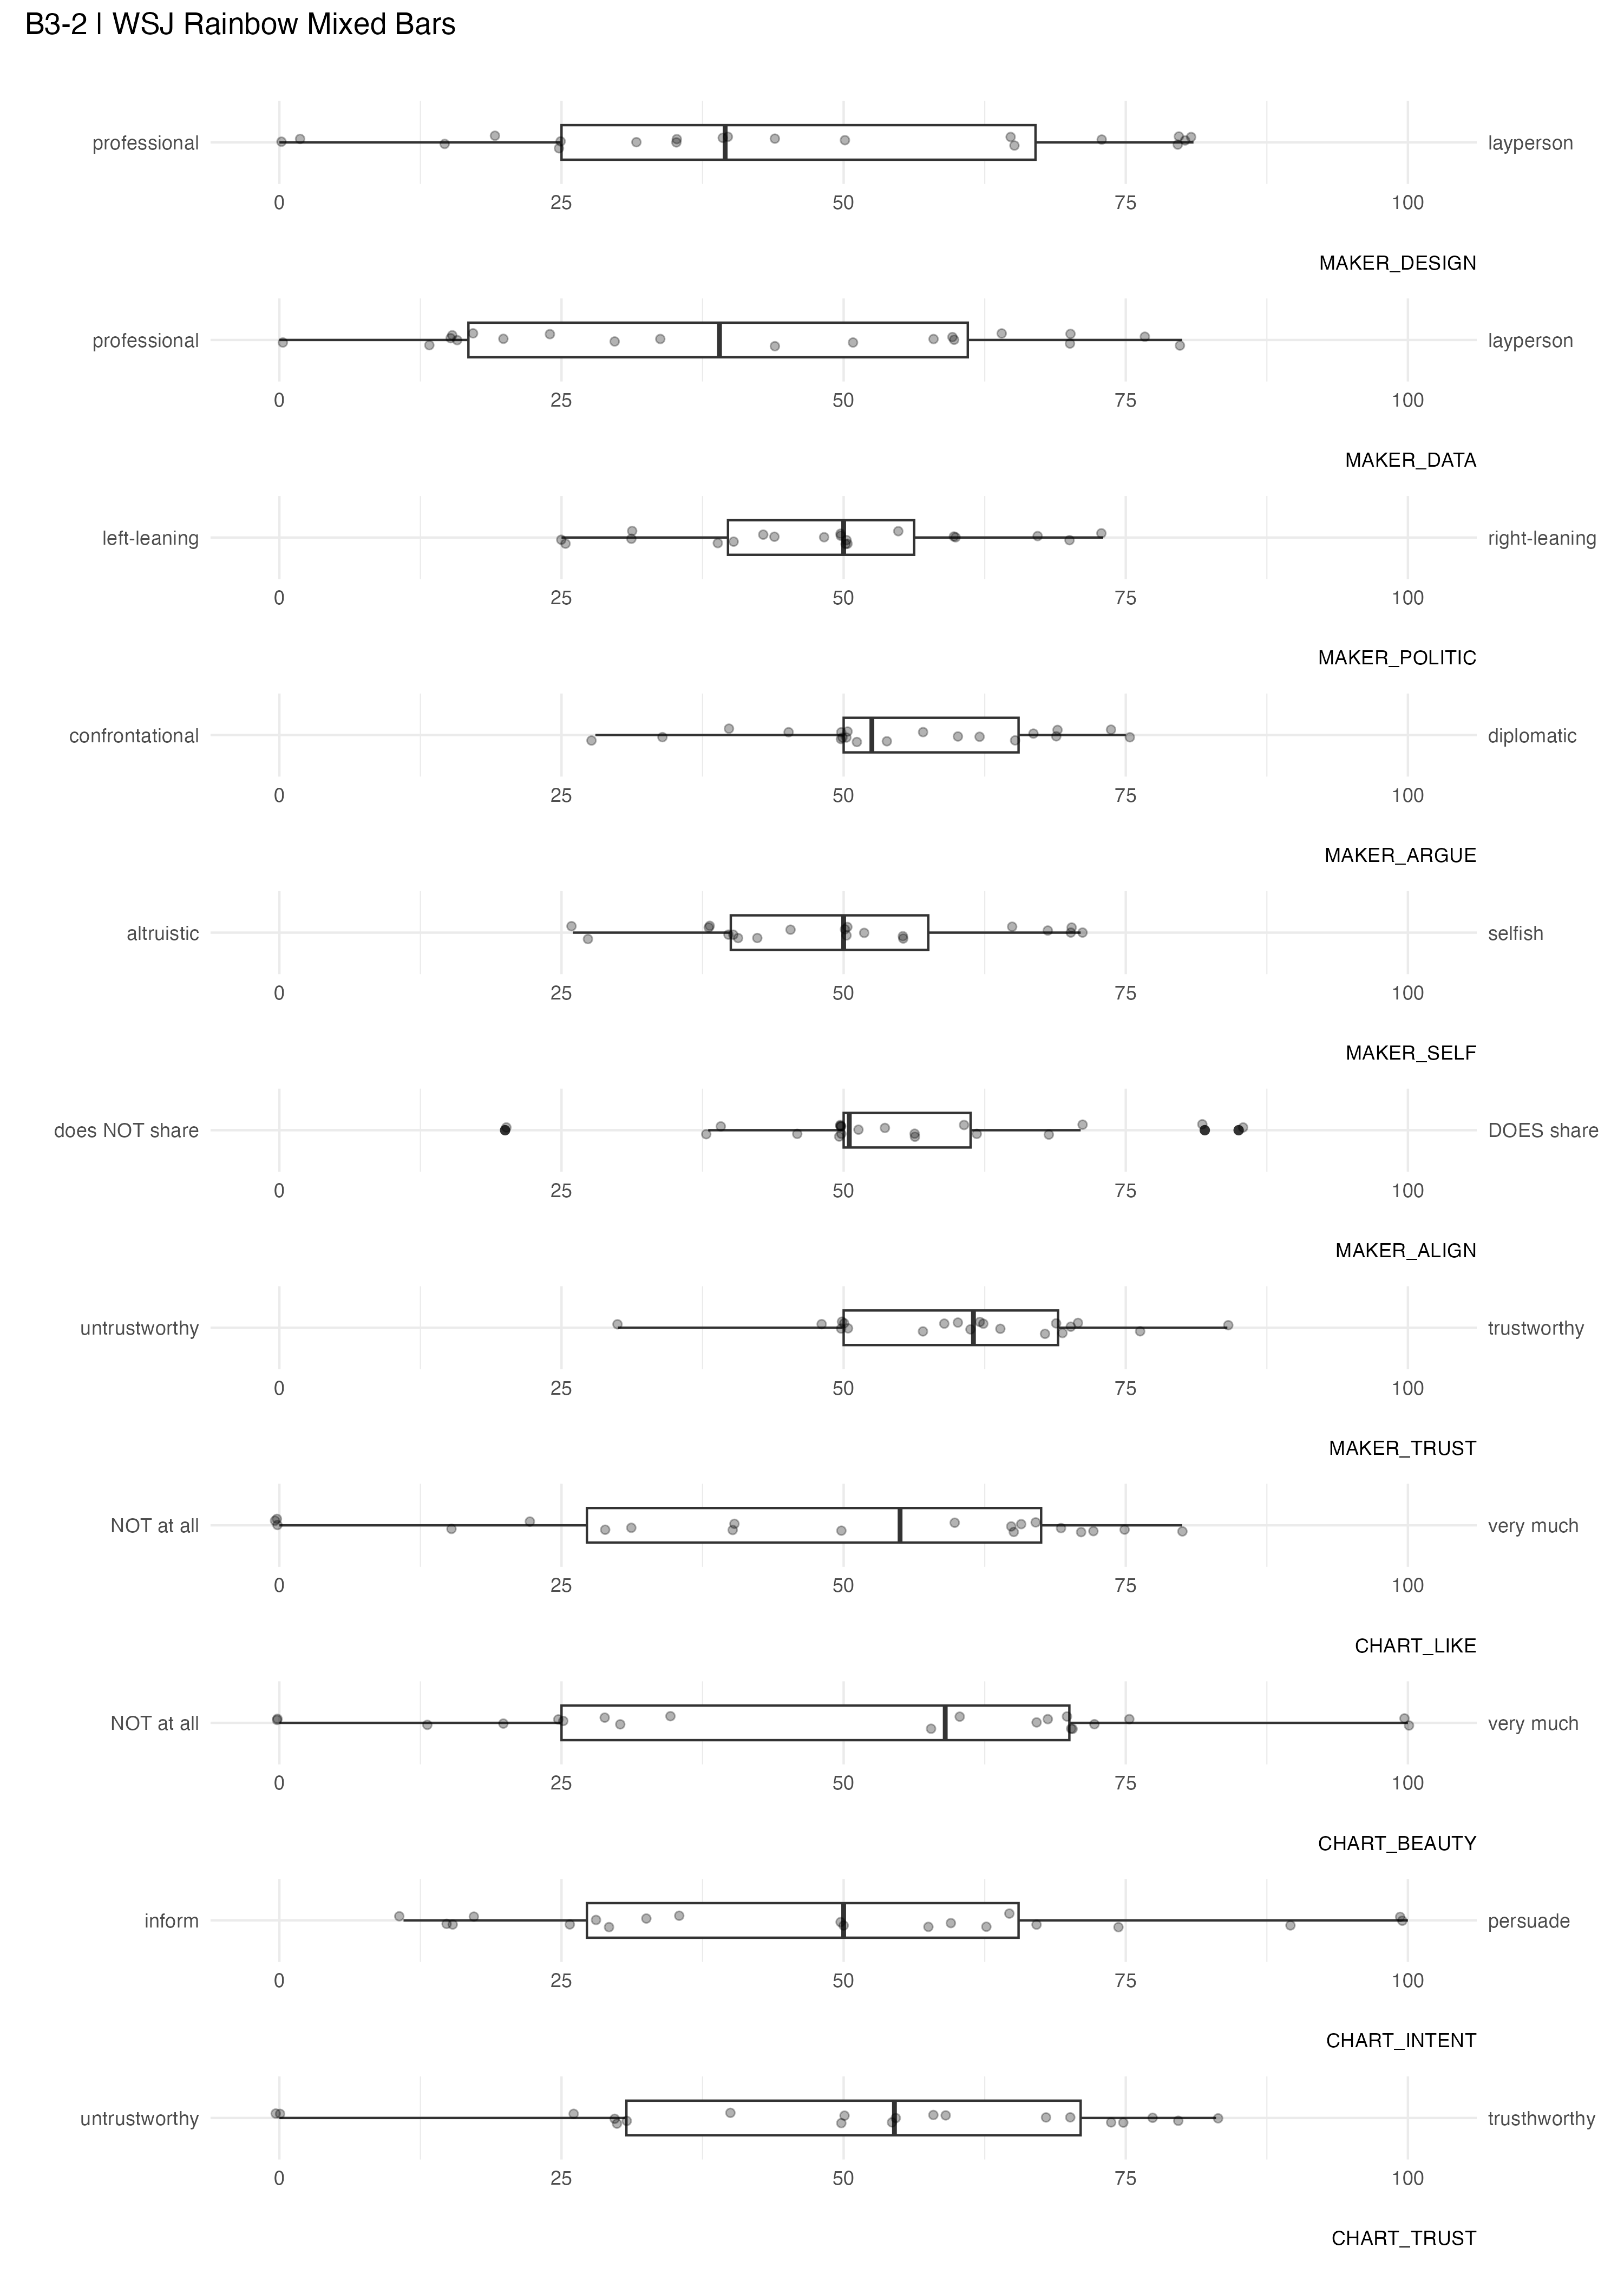 B3-2 | WSJ Rainbow Mixed Bars
professional layperson
0 25 50 75 100
MAKER_DESIGN
professional layperson
0 25 50 75 100
MAKER_DATA
left-leaning right-leaning
0 25 50 75 100
MAKER_POLITIC
confrontational diplomatic
0 25 50 75 100
MAKER_ARGUE
altruistic selfish
0 25 50 75 100
MAKER_SELF
does NOT share DOES share
0 25 50 75 100
MAKER_ALIGN
untrustworthy trustworthy
0 25 50 75 100
MAKER_TRUST
NOT at all very much
0 25 50 75 100
CHART_LIKE
NOT at all very much
0 25 50 75 100
CHART_BEAUTY
inform persuade
0 25 50 75 100
CHART_INTENT
untrustworthy trusthworthy
0 25 50 75 100
CHART_TRUST